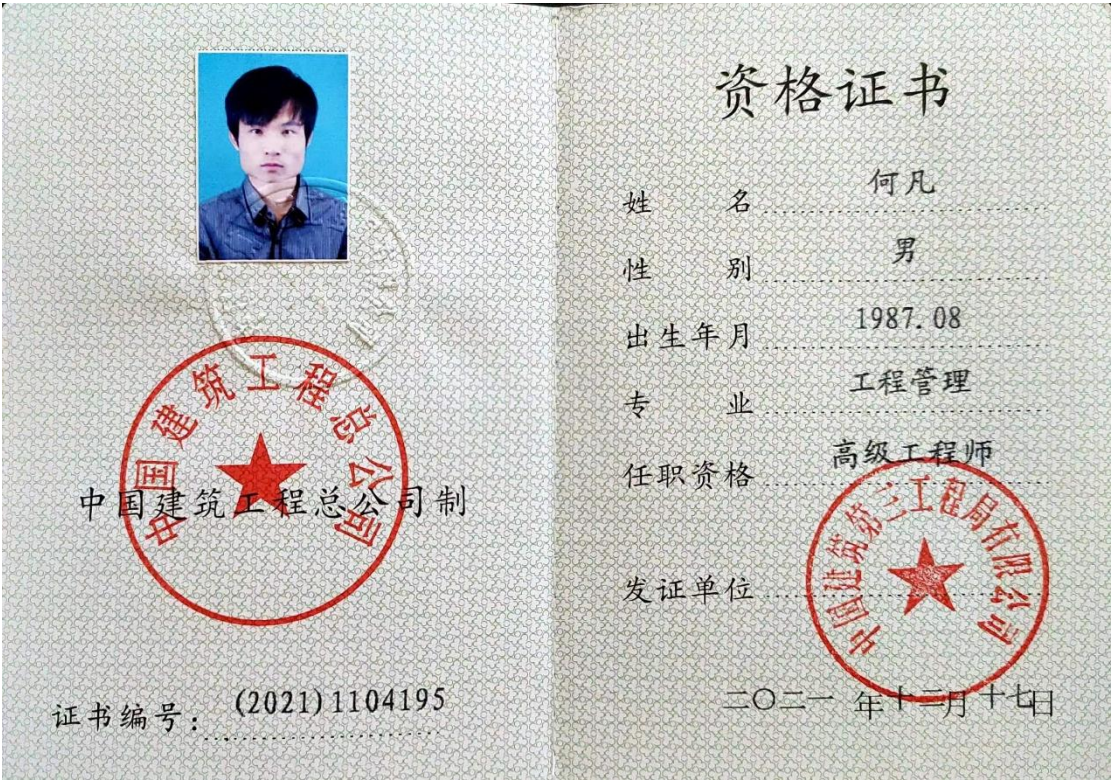 中国建筑工程总公司
中国建筑工程总公司制
证书编号：(2021)1104195
资格证书
姓 名 何凡
性 别 男
出生年月 1987.08
专 业 工程管理
任职资格 高级工程师
发证单位
中国建筑第三工程局有限公司
二〇二一 年十二月十七日